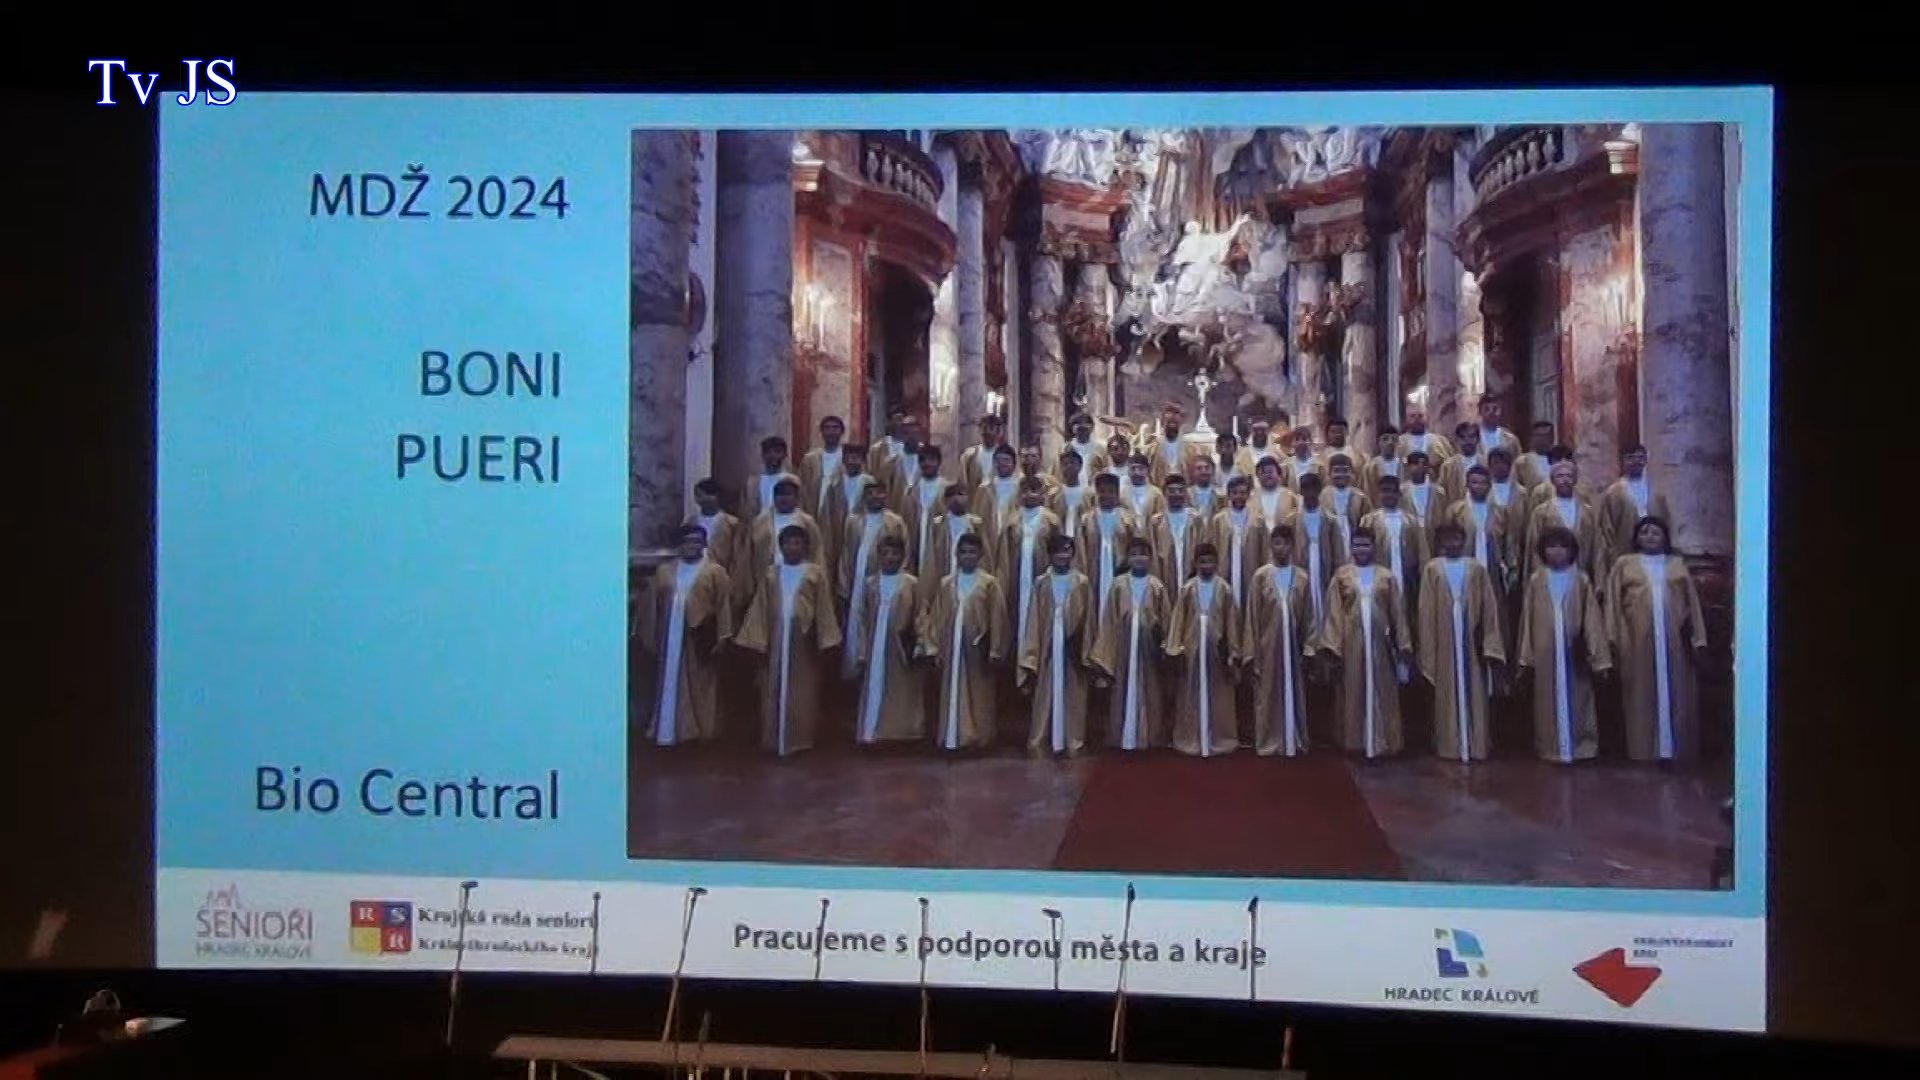 Tv JS
MDŽ 2024
BONI
PUERI
Bio Central
SENIOŘI
HRADEC KRÁLOVÉ
R S
R
Krajská rada seniorů
Královéhradeckého kraje
Pracujeme s podporou města a kraje
HRADEC KRÁLOVÉ